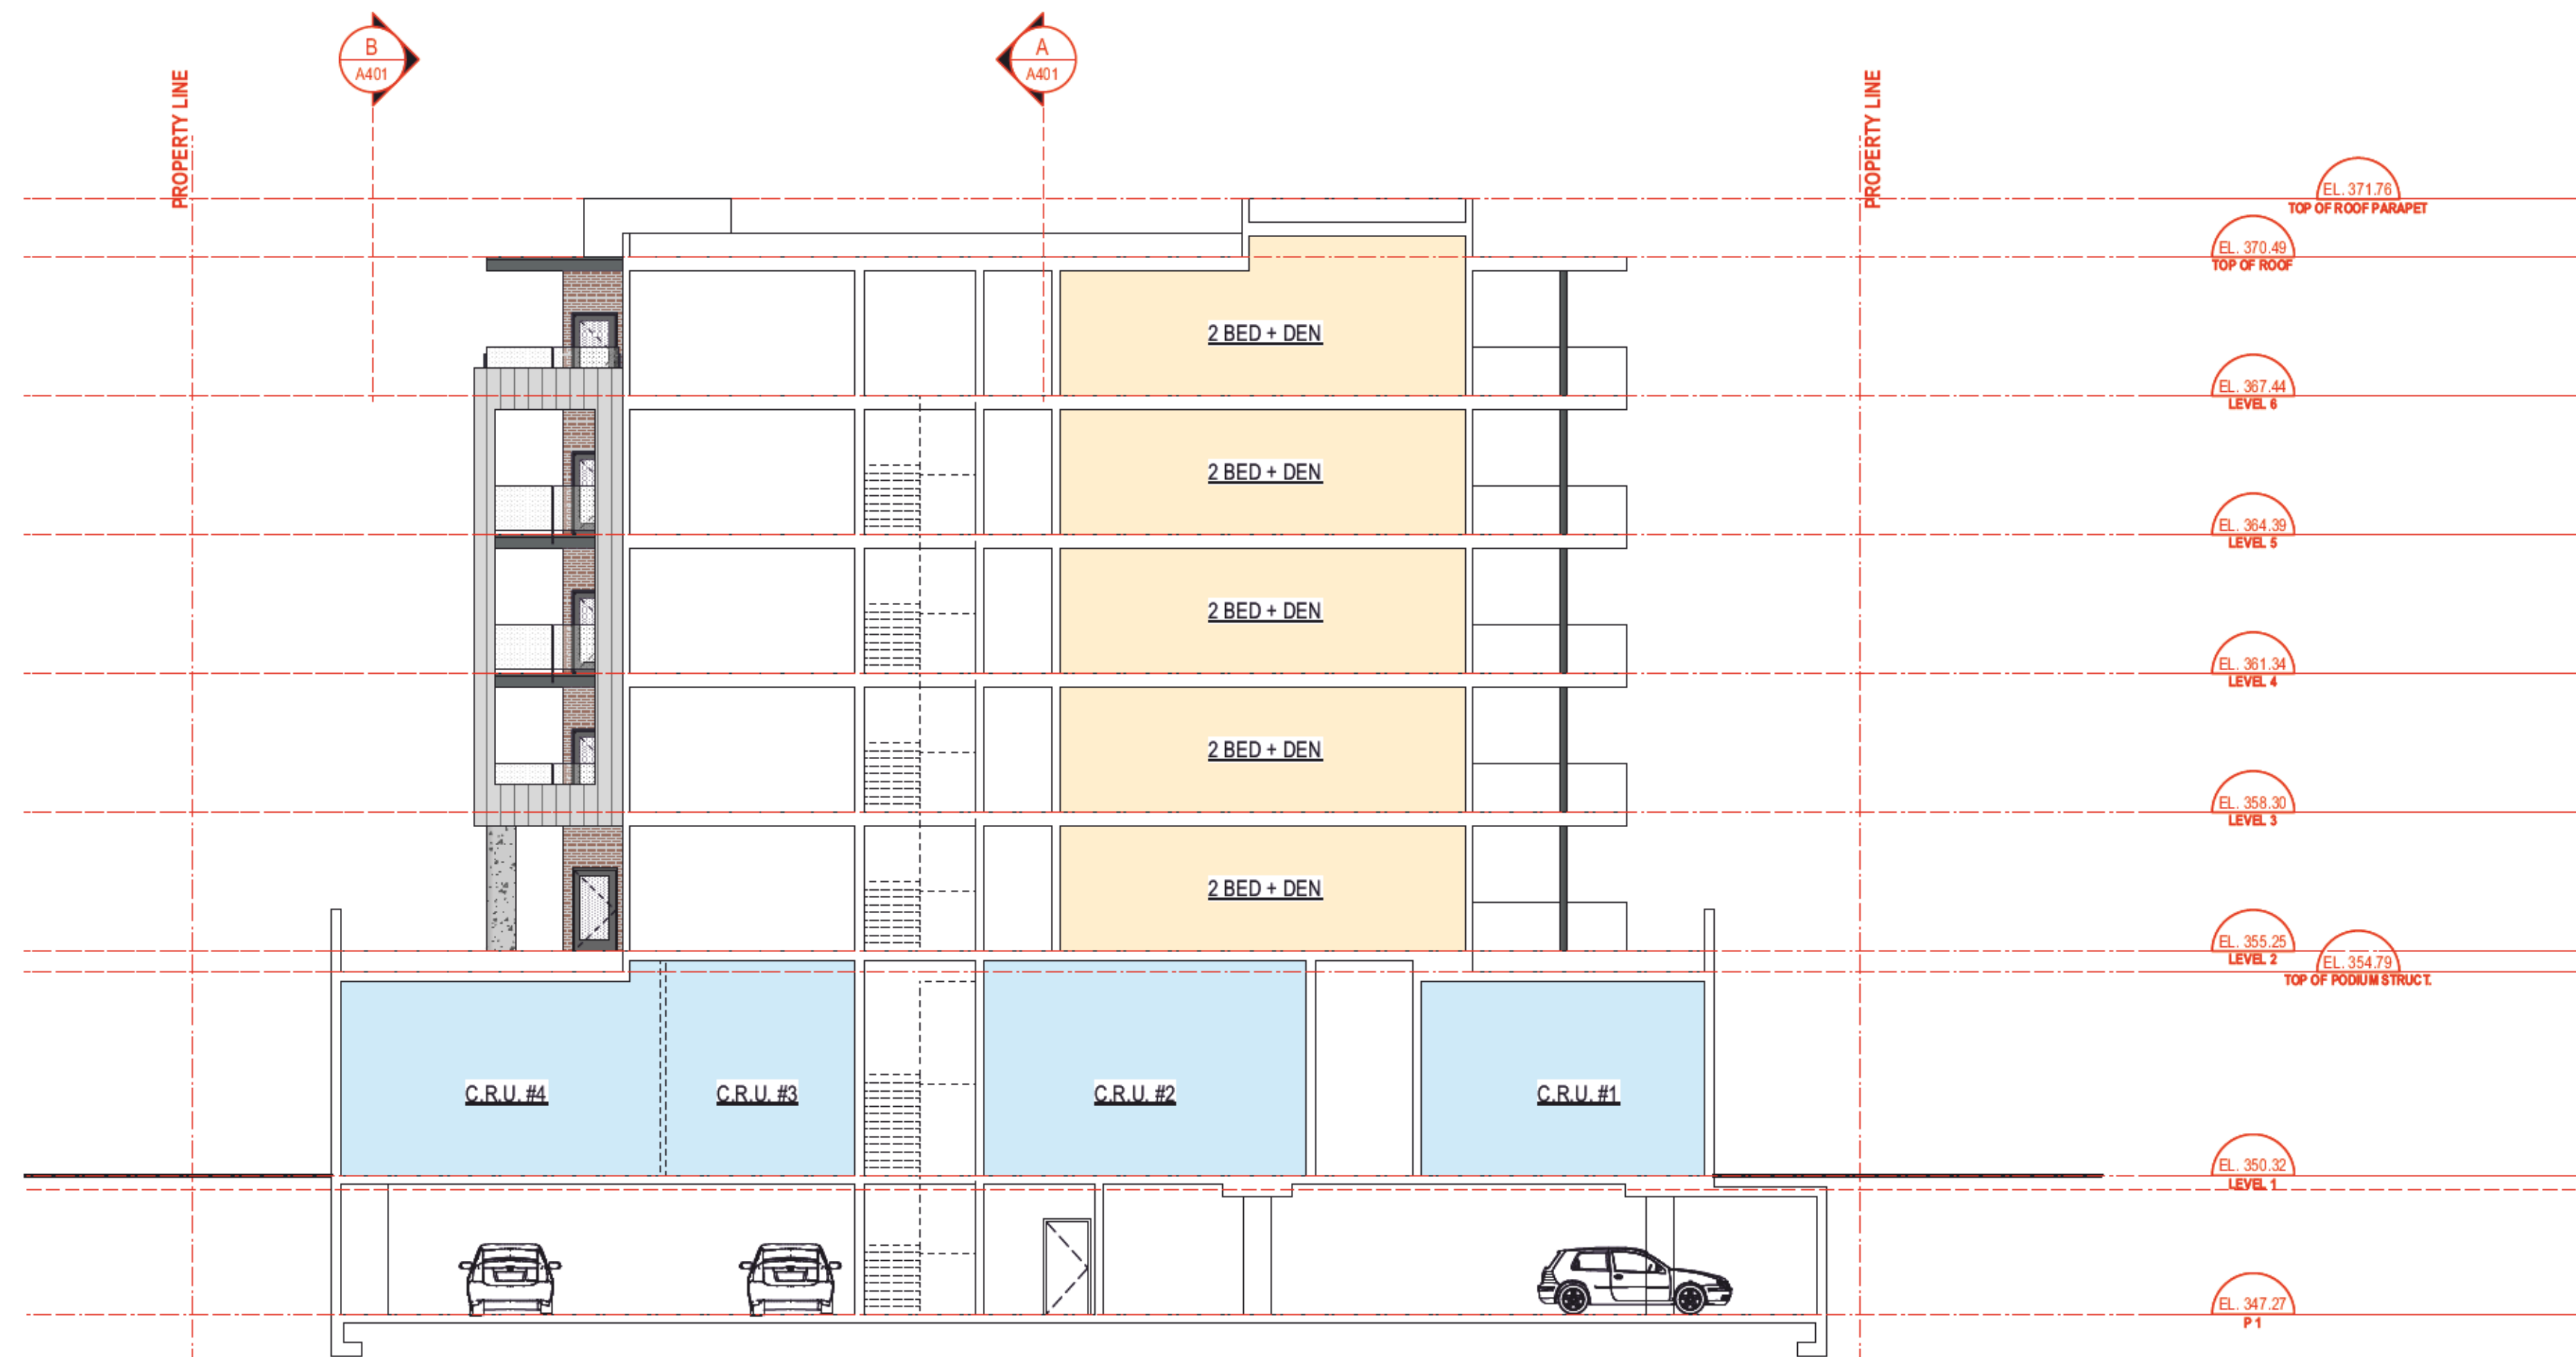 B
A401
A
A401
PROPERTY LINE
PROPERTY LINE
EL. 371.76
TOP OF ROOF PARAPET
EL. 370.49
TOP OF ROOF
2 BED + DEN
EL. 367.44
LEVEL 6
2 BED + DEN
EL. 364.39
LEVEL 5
2 BED + DEN
EL. 361.34
LEVEL 4
2 BED + DEN
EL. 358.30
LEVEL 3
2 BED + DEN
EL. 355.25
LEVEL 2
EL. 354.79
TOP OF PODIUM STRUCT.
C.R.U. #4
C.R.U. #3
C.R.U. #2
C.R.U. #1
EL. 350.32
LEVEL 1
EL. 347.27
P 1